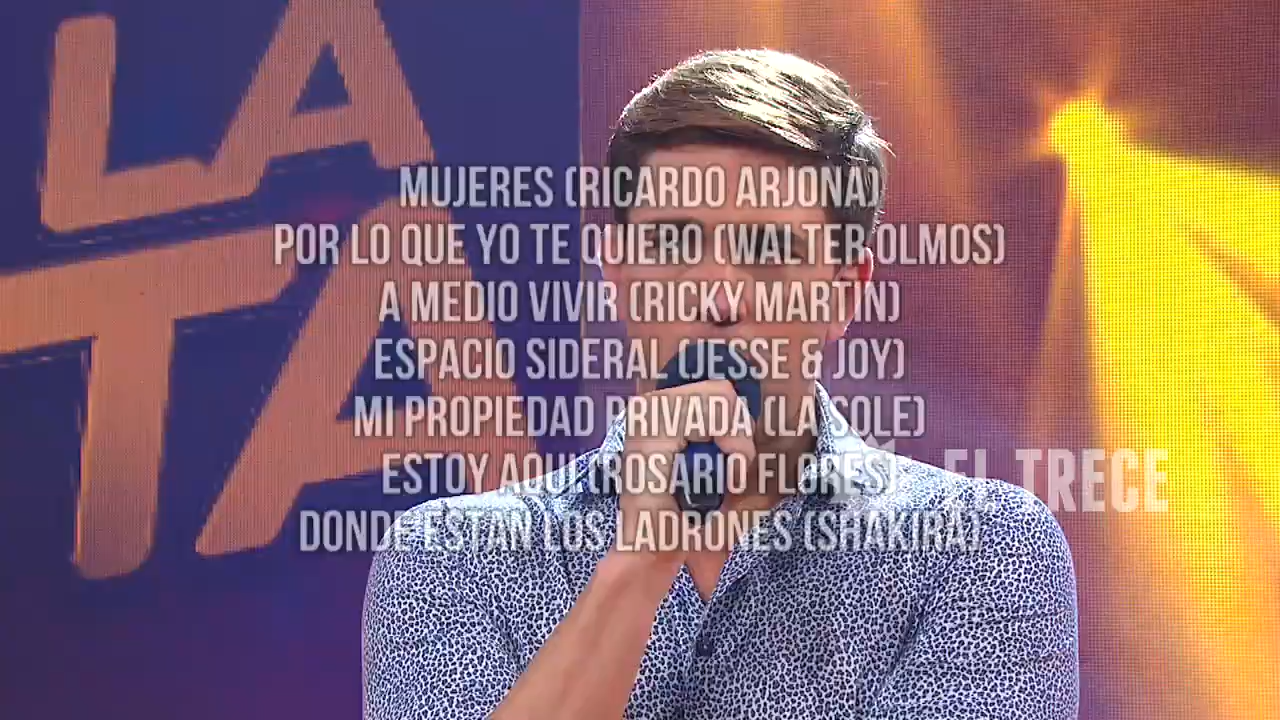 LA
TA
MUJERES (RICARDO ARJONA)
POR LO QUE YO TE QUIERO (WALTER OLMOS)
A MEDIO VIVIR (RICKY MARTIN)
ESPACIO SIDERAL (JESSE & JOY)
MI PROPIEDAD PRIVADA (LA SOLE)
ESTOY AQUI (ROSARIO FLORES)
EL TRECE
DONDE ESTAN LOS LADRONES (SHAKIRA)